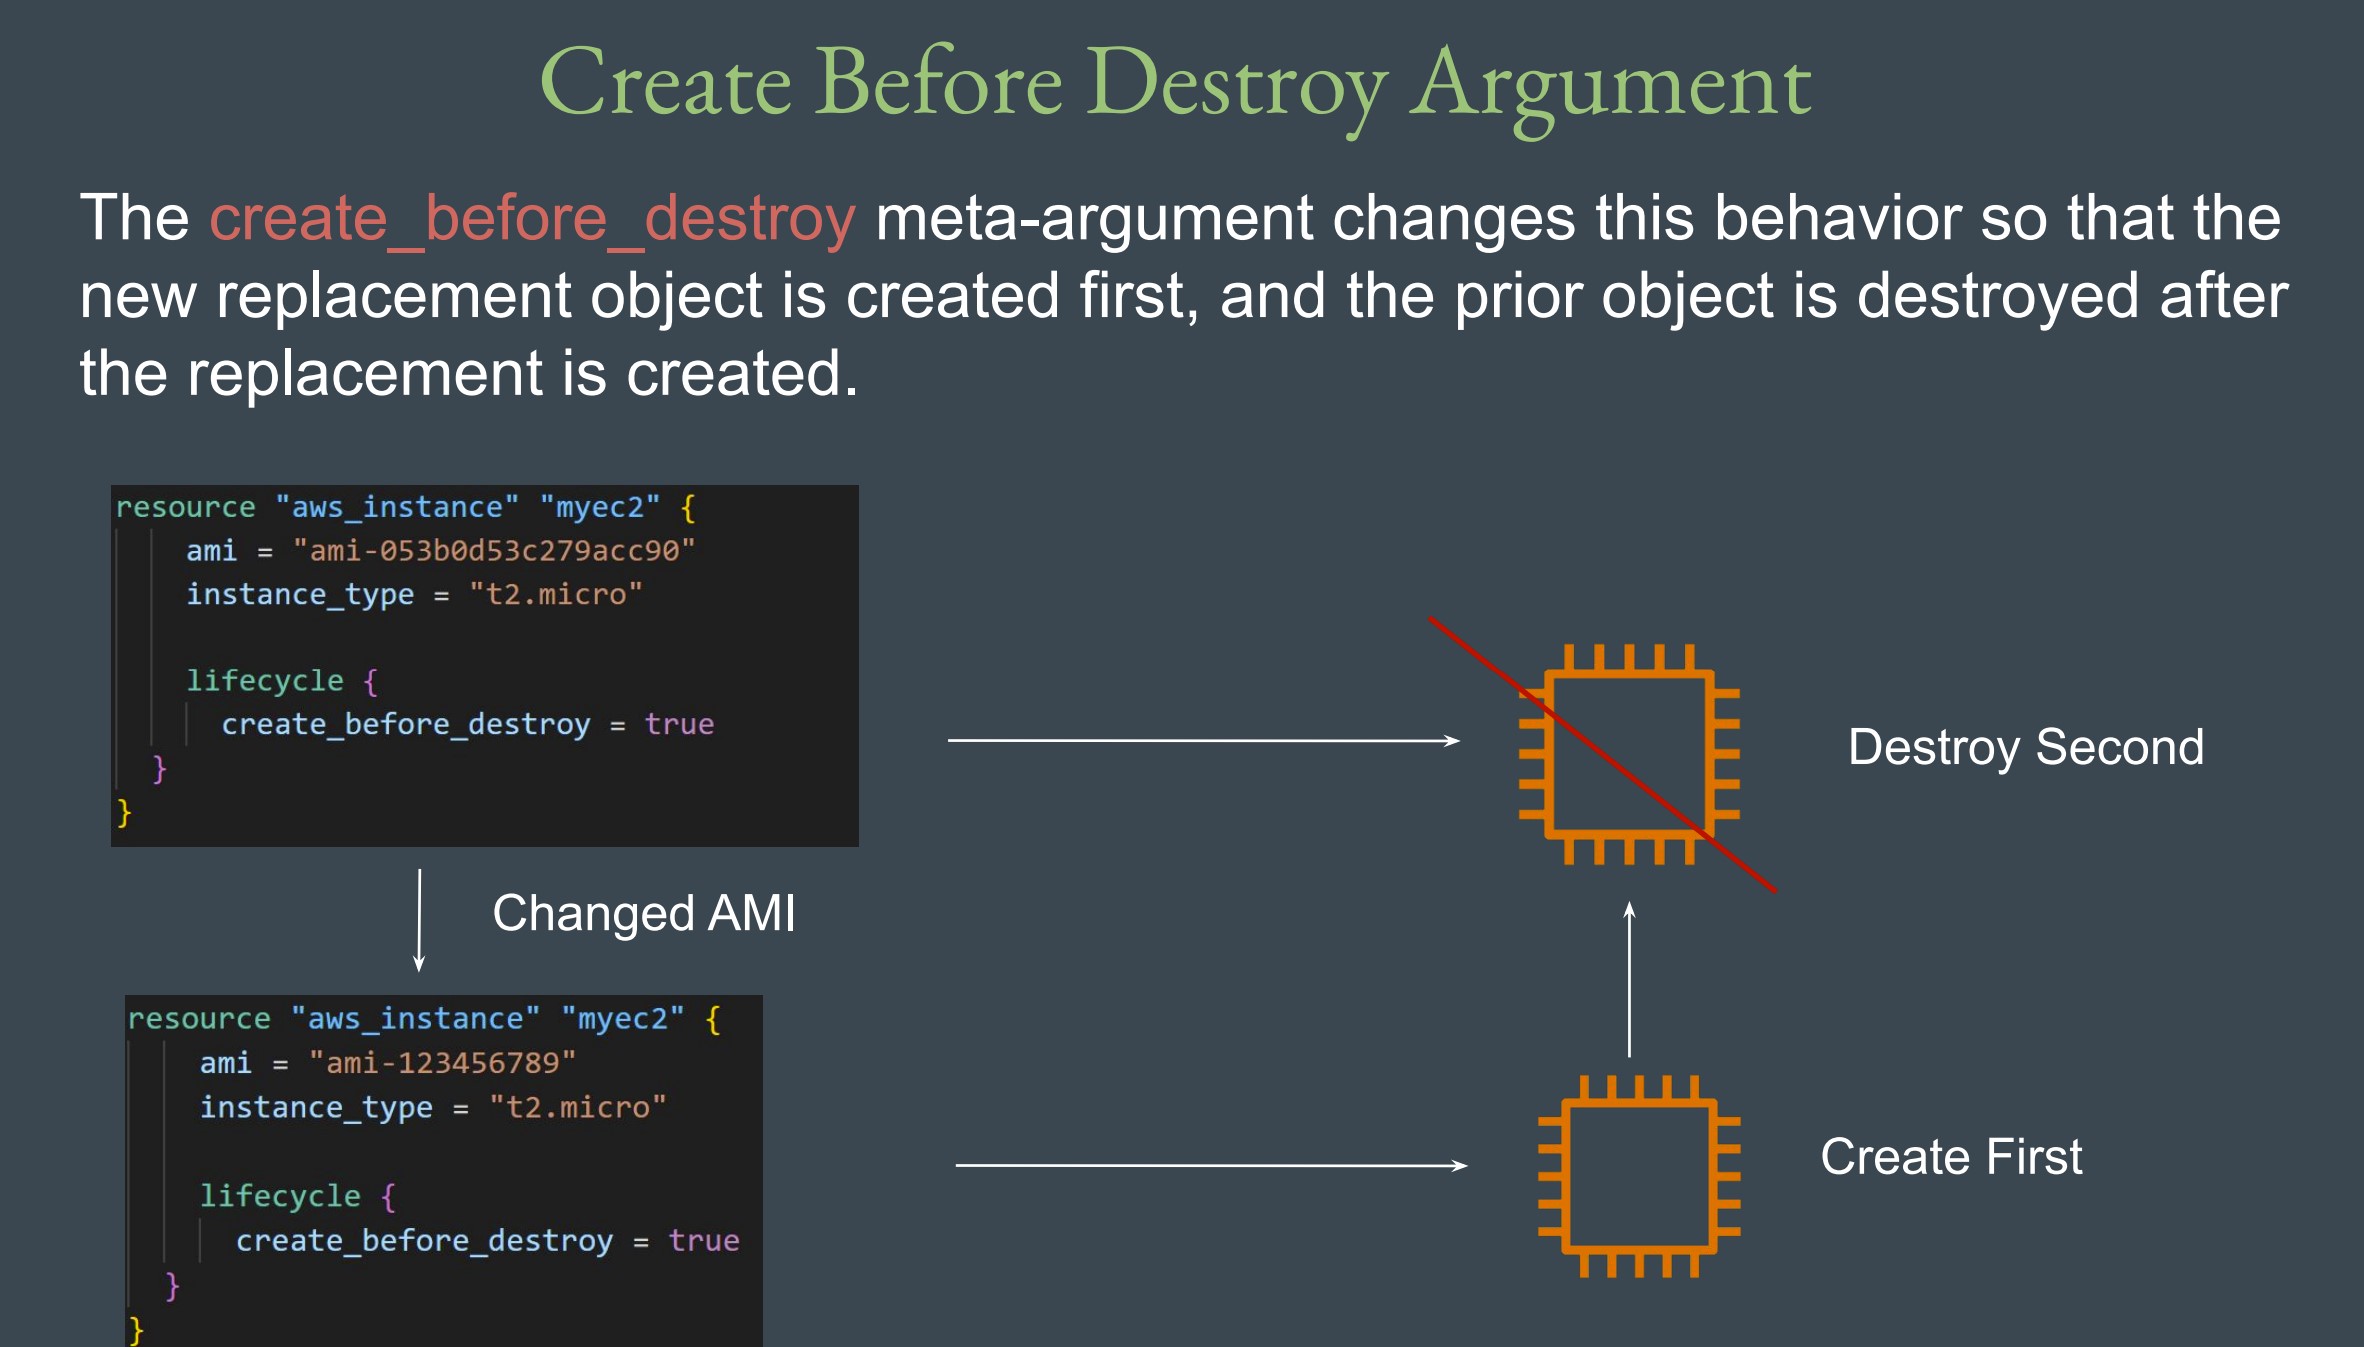 Create Before Destroy Argument
The create_before_destroy meta-argument changes this behavior so that the
new replacement object is created first, and the prior object is destroyed after
the replacement is created.
resource "aws_instance" "myec2" {
ami = "ami-053b0d53c279acc90"
instance_type = "t2.micro"
lifecycle {
create_before_destroy = true
}
}
Destroy Second
Changed AMI
resource "aws_instance" "myec2" {
ami = "ami-123456789"
instance_type = "t2.micro"
lifecycle {
create_before_destroy = true
}
}
Create First